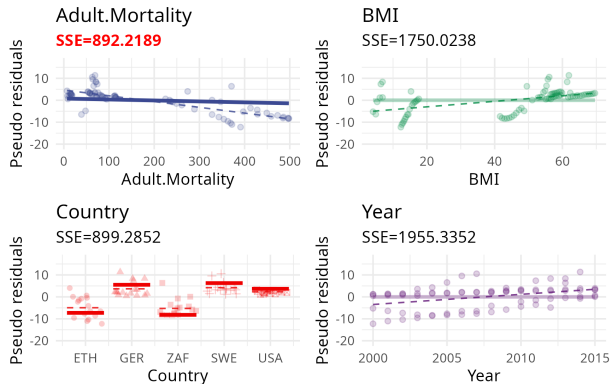 Adult.Mortality
SSE=892.2189
Pseudo residuals
10
0
-10
-20
0 100 200 300 400 500
Adult.Mortality
BMI
SSE=1750.0238
Pseudo residuals
10
0
-10
-20
20 40 60
BMI
Country
SSE=899.2852
Pseudo residuals
10
0
-10
-20
ETH GER ZAF SWE USA
Country
Year
SSE=1955.3352
Pseudo residuals
10
0
-10
-20
2000 2005 2010 2015
Year